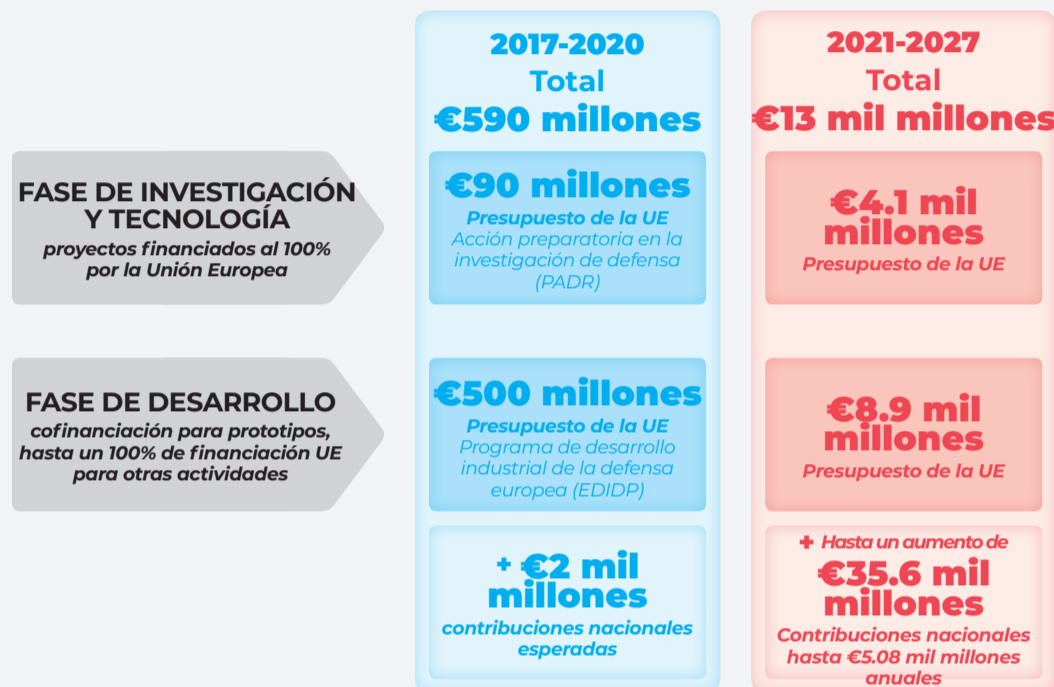 2017-2020
Total
€590 millones
2021-2027
Total
€13 mil millones
FASE DE INVESTIGACIÓN
Y TECNOLOGÍA
proyectos financiados al 100%
por la Unión Europea
€90 millones
Presupuesto de la UE
Acción preparatoria en la
investigación de defensa
(PADR)
€4.1 mil
millones
Presupuesto de la UE
FASE DE DESARROLLO
cofinanciación para prototipos,
hasta un 100% de financiación UE
para otras actividades
€500 millones
Presupuesto de la UE
Programa de desarrollo
industrial de la defensa
europea (EDIDP)
€8.9 mil
millones
Presupuesto de la UE
+ €2 mil
millones
contribuciones nacionales
esperadas
+ Hasta un aumento de
€35.6 mil
millones
Contribuciones nacionales
hasta €5.08 mil millones
anuales